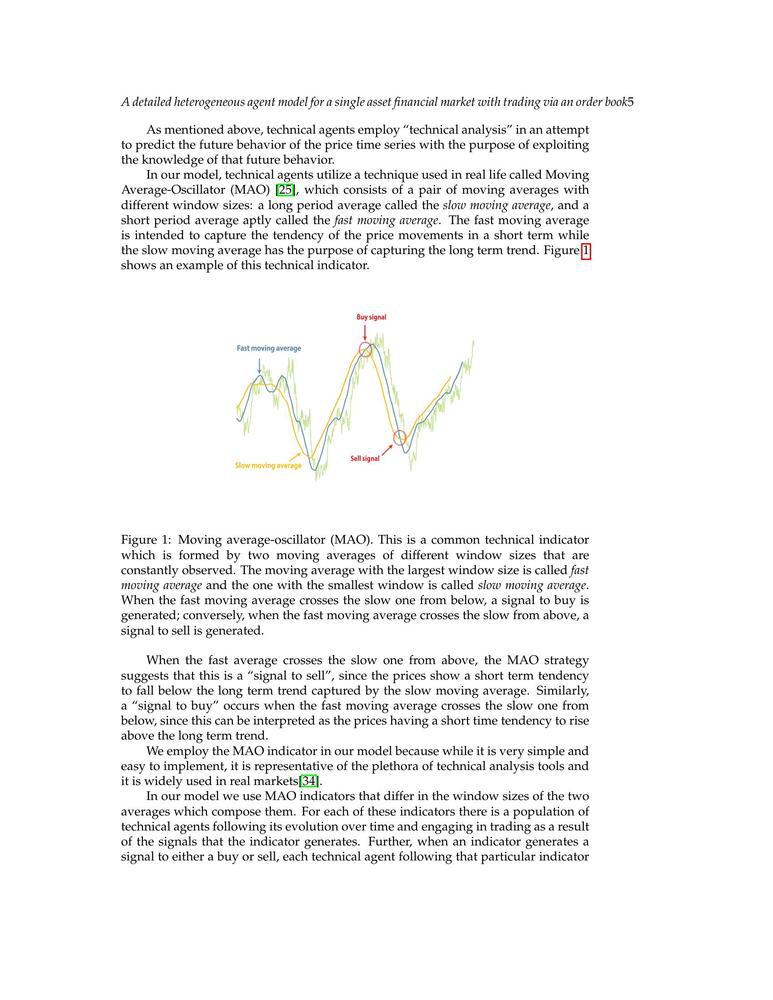 A detailed heterogeneous agent model for a single asset financial market with trading via an order book5
As mentioned above, technical agents employ “technical analysis” in an attempt
to predict the future behavior of the price time series with the purpose of exploiting
the knowledge of that future behavior.
In our model, technical agents utilize a technique used in real life called Moving
Average-Oscillator (MAO) [25], which consists of a pair of moving averages with
different window sizes: a long period average called the slow moving average, and a
short period average aptly called the fast moving average. The fast moving average
is intended to capture the tendency of the price movements in a short term while
the slow moving average has the purpose of capturing the long term trend. Figure 1
shows an example of this technical indicator.
Buy signal
Fast moving average
Sell signal
Slow moving average
Figure 1: Moving average-oscillator (MAO). This is a common technical indicator
which is formed by two moving averages of different window sizes that are
constantly observed. The moving average with the largest window size is called fast
moving average and the one with the smallest window is called slow moving average.
When the fast moving average crosses the slow one from below, a signal to buy is
generated; conversely, when the fast moving average crosses the slow from above, a
signal to sell is generated.
When the fast average crosses the slow one from above, the MAO strategy
suggests that this is a “signal to sell”, since the prices show a short term tendency
to fall below the long term trend captured by the slow moving average. Similarly,
a “signal to buy” occurs when the fast moving average crosses the slow one from
below, since this can be interpreted as the prices having a short time tendency to rise
above the long term trend.
We employ the MAO indicator in our model because while it is very simple and
easy to implement, it is representative of the plethora of technical analysis tools and
it is widely used in real markets[34].
In our model we use MAO indicators that differ in the window sizes of the two
averages which compose them. For each of these indicators there is a population of
technical agents following its evolution over time and engaging in trading as a result
of the signals that the indicator generates. Further, when an indicator generates a
signal to either a buy or sell, each technical agent following that particular indicator